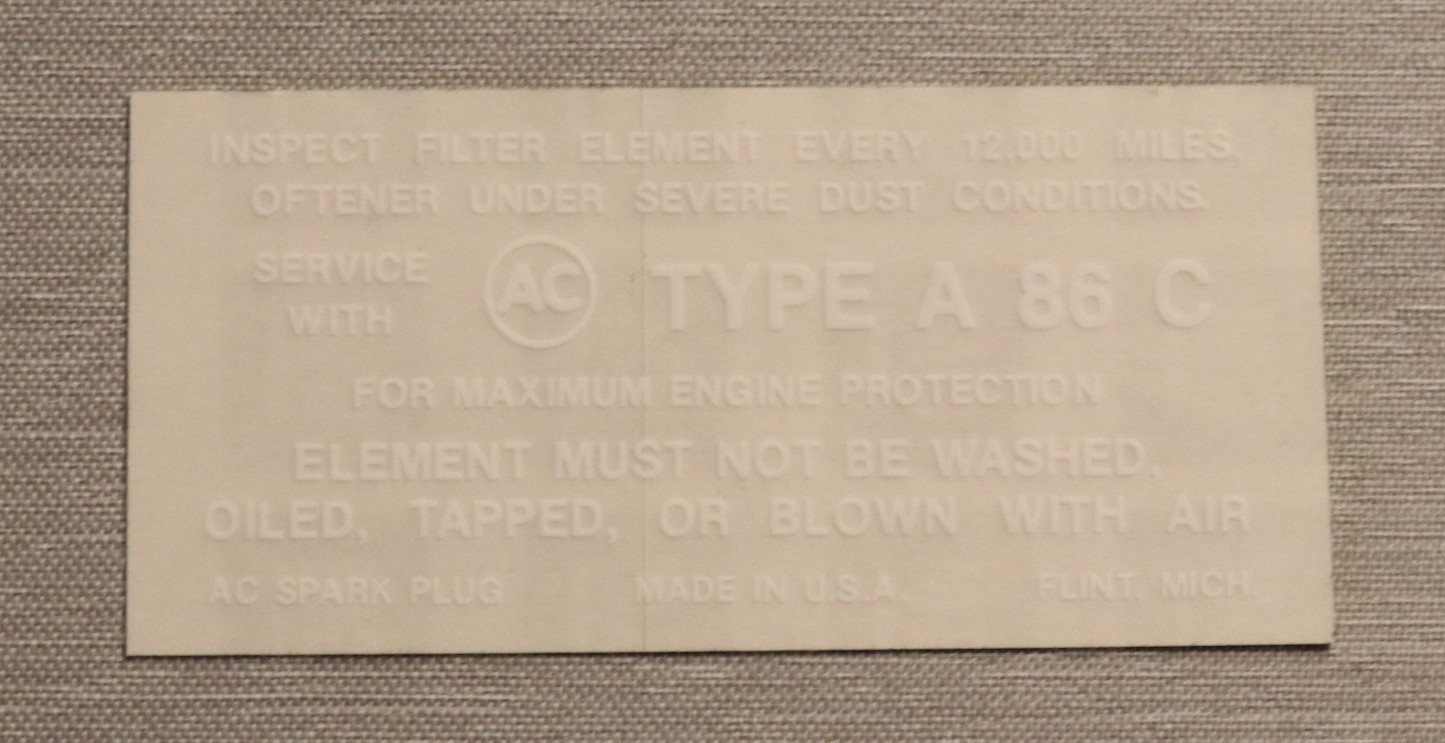 INSPECT FILTER ELEMENT EVERY 12,000 MILES,
OFTENER UNDER SEVERE DUST CONDITIONS.
SERVICE WITH AC TYPE A 86 C
FOR MAXIMUM ENGINE PROTECTION
ELEMENT MUST NOT BE WASHED,
OILED, TAPPED, OR BLOWN WITH AIR
AC SPARK PLUG MADE IN U.S.A. FLINT, MICH.